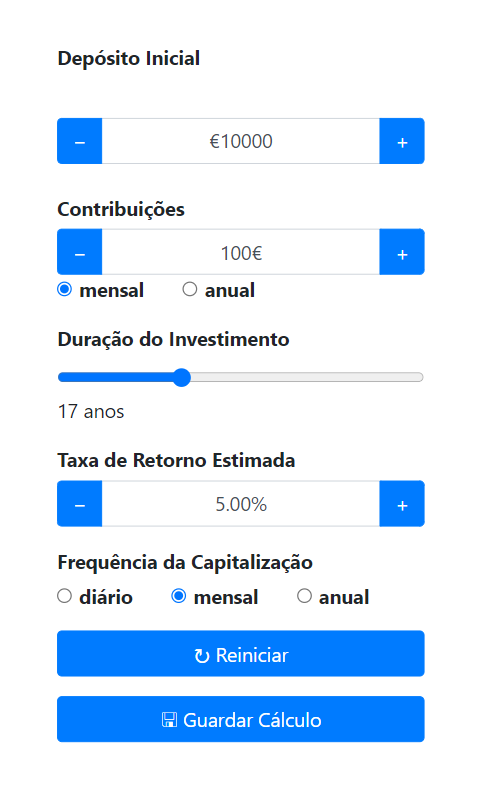 Depósito Inicial
− €10000 +
Contribuições
− 100€ +
mensal anual
Duração do Investimento
17 anos
Taxa de Retorno Estimada
− 5.00% +
Frequência da Capitalização
diário mensal anual
↻ Reiniciar
Guardar Cálculo